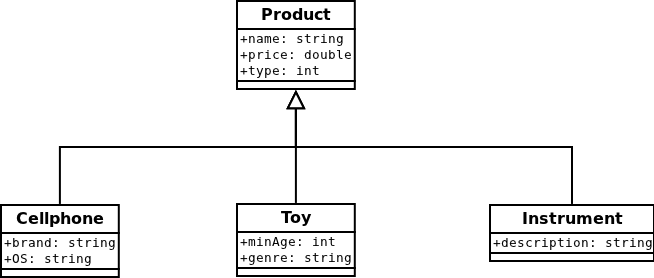 Product
+name: string
+price: double
+type: int
Cellphone
+brand: string
+OS: string
Toy
+minAge: int
+genre: string
Instrument
+description: string